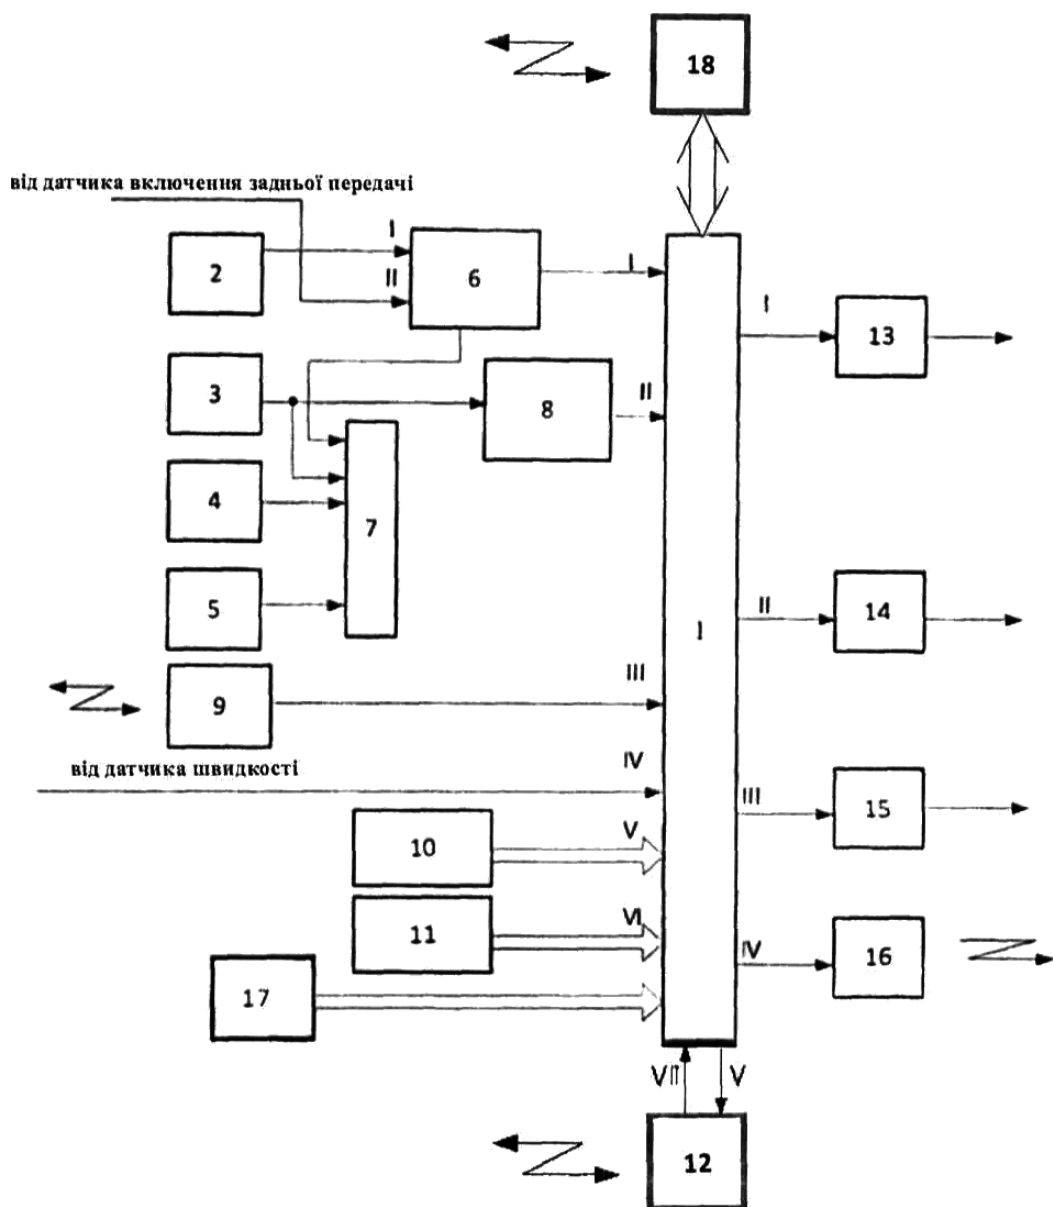 18
від датчика включення задньої передачі
I
2
II
6
I
I
13
3
8
II
4
7
5
1
II
14
III
9
від датчика швидкості
IV
III
15
10
V
11
VI
IV
16
17
VII
V
12